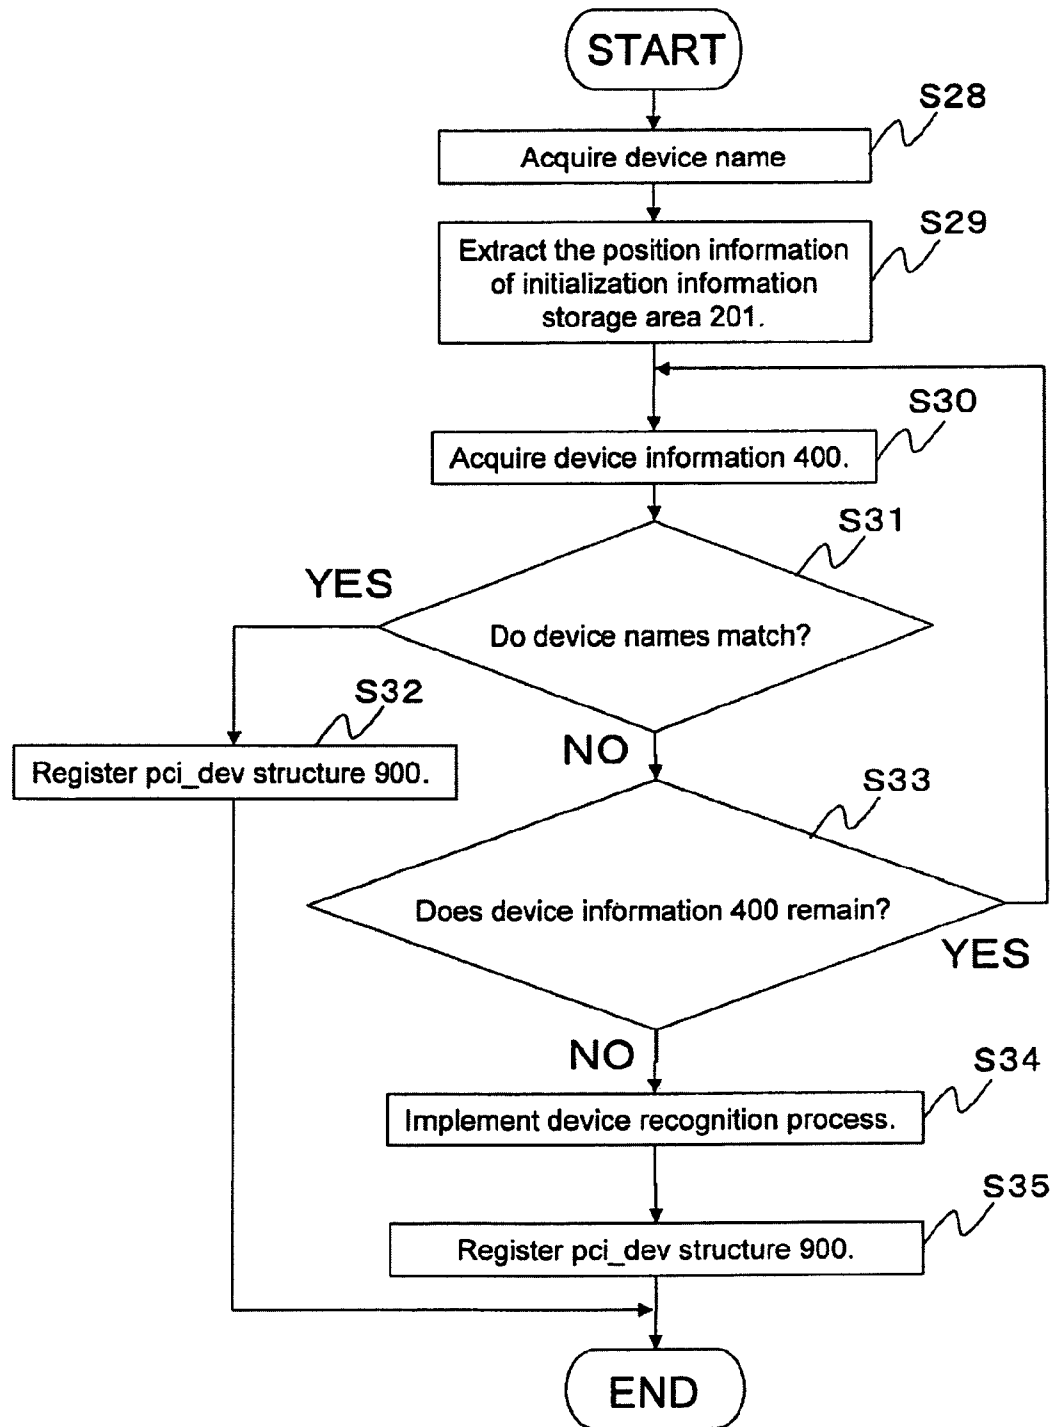 START
S28
Acquire device name
S29
Extract the position information
of initialization information
storage area 201.
S30
Acquire device information 400.
S31
YES
Do device names match?
S32
NO
Register pci_dev structure 900.
S33
Does device information 400 remain?
YES
NO
S34
Implement device recognition process.
S35
Register pci_dev structure 900.
END